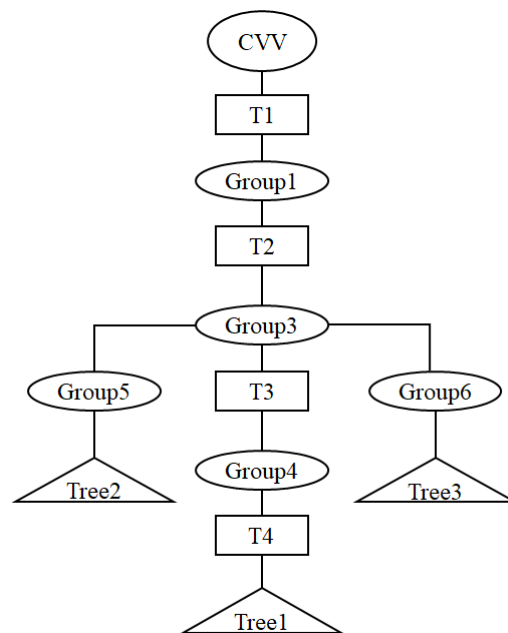 CVV
T1
Group1
T2
Group3
Group5
T3
Group6
Group4
Tree2
Tree3
T4
Tree1